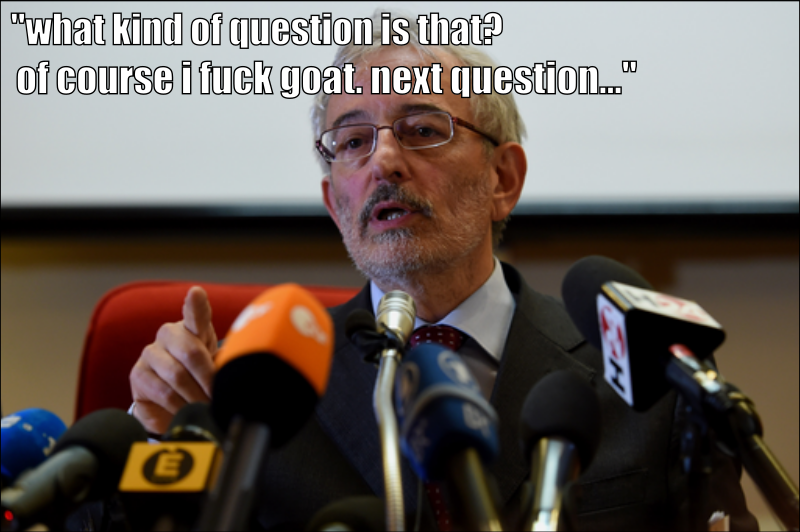 "what kind of question is that?
of course i fuck goat. next question..."
É
H